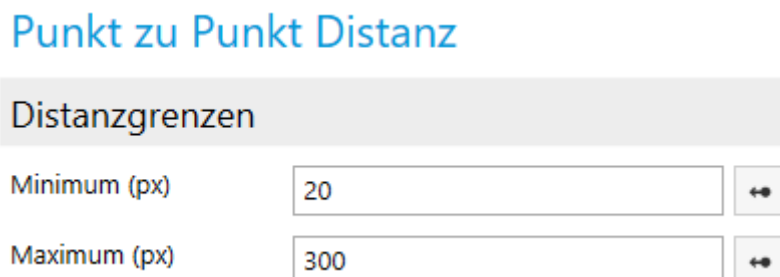 Punkt zu Punkt Distanz
Distanzgrenzen
Minimum (px) 20
Maximum (px) 300